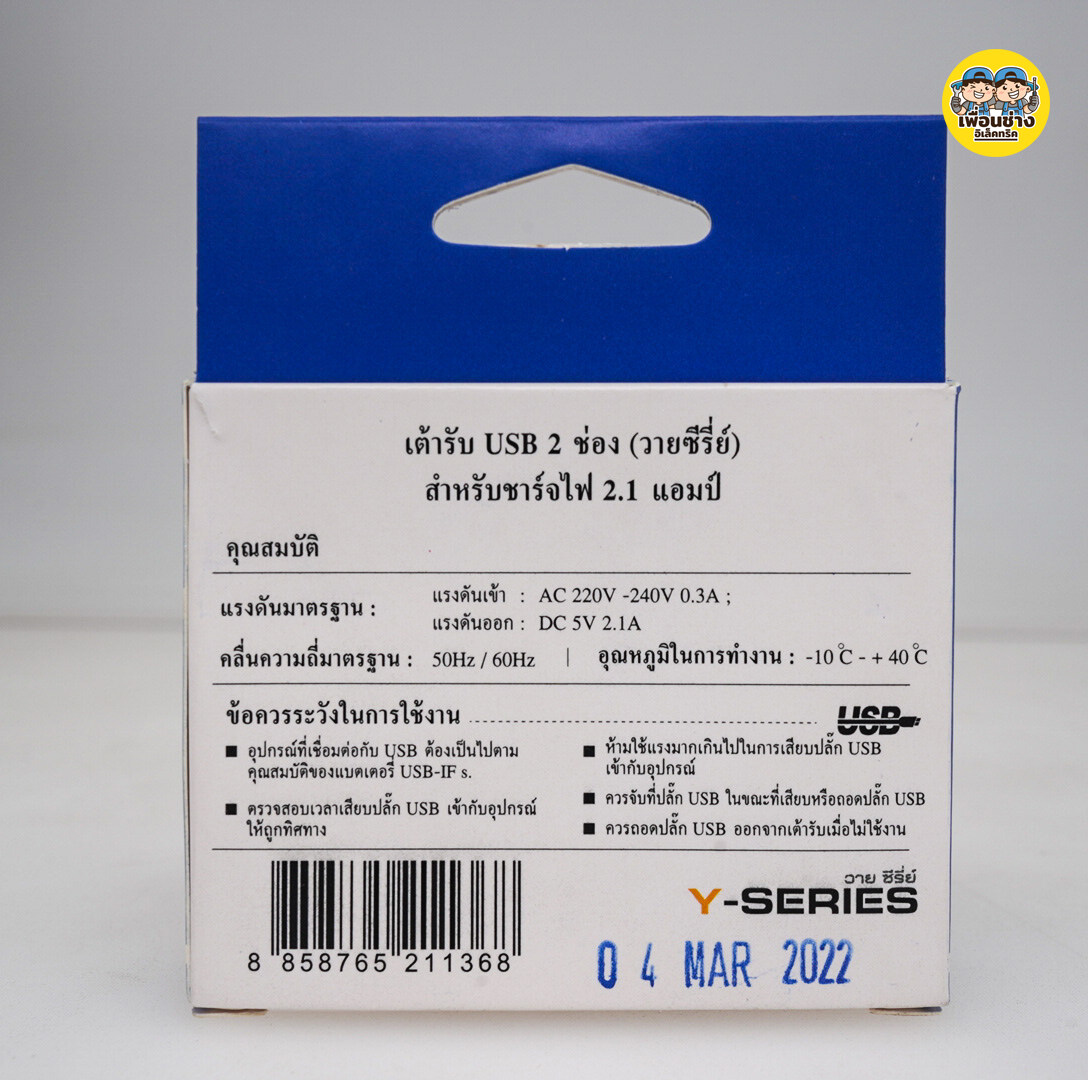 เพื่อนช่าง
อิเล็คทริค
เต้ารับ USB 2 ช่อง (วายซีรี่ย์)
สำหรับชาร์จไฟ 2.1 แอมป์
คุณสมบัติ
แรงดันมาตรฐาน :
แรงดันเข้า : AC 220V -240V 0.3A ;
แรงดันออก : DC 5V 2.1A
คลื่นความถี่มาตรฐาน : 50Hz / 60Hz | อุณหภูมิในการทำงาน : -10 ℃ - + 40 ℃
ข้อควรระวังในการใช้งาน
USB
■ อุปกรณ์ที่เชื่อมต่อกับ USB ต้องเป็นไปตาม
คุณสมบัติของแบตเตอรี่ USB-IF s.
■ ตรวจสอบเวลาเสียบปลั๊ก USB เข้ากับอุปกรณ์
ให้ถูกทิศทาง
■ ห้ามใช้แรงมากเกินไปในการเสียบปลั๊ก USB
เข้ากับอุปกรณ์
■ ควรจับที่ปลั๊ก USB ในขณะที่เสียบหรือถอดปลั๊ก USB
■ ควรถอดปลั๊ก USB ออกจากเต้ารับเมื่อไม่ใช้งาน
วาย ซีรี่ย์
Y-SERIES
8 858765 211368
04 MAR 2022